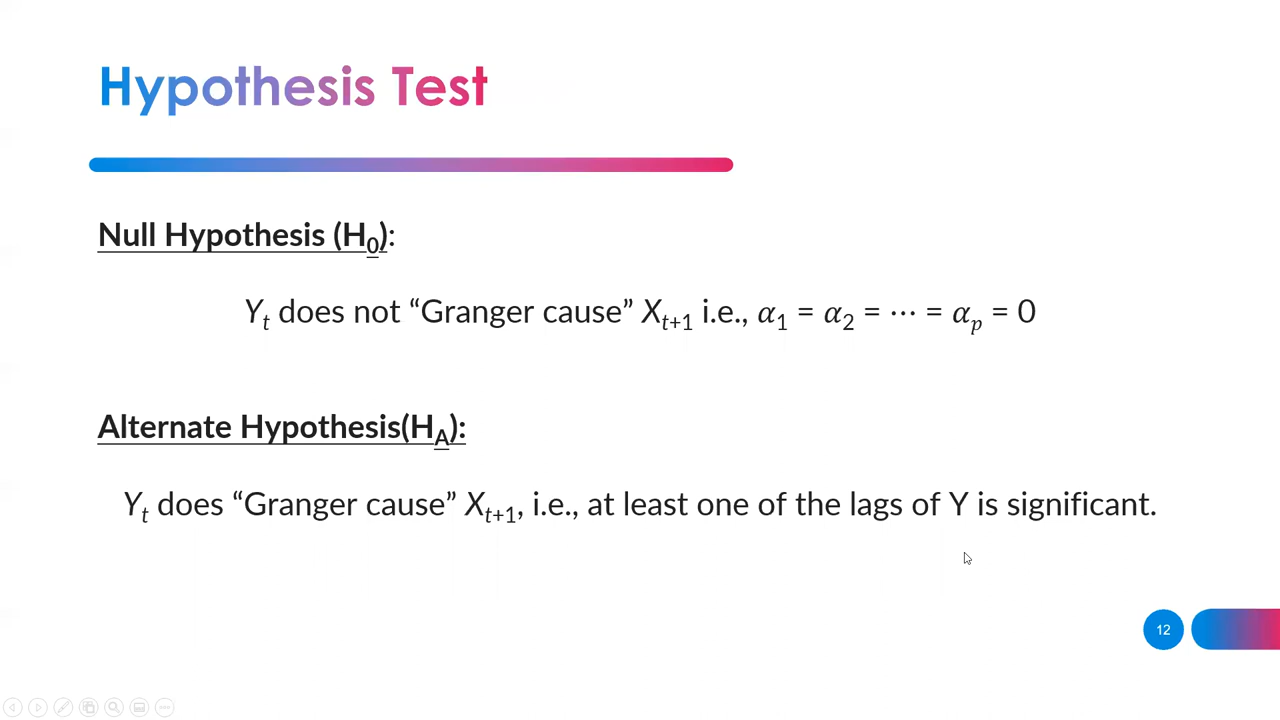 Hypothesis Test
Null Hypothesis (H₀):
Yₜ does not “Granger cause” Xₜ₊₁ i.e., α₁ = α₂ = ⋯ = αₚ = 0
Alternate Hypothesis(H_A):
Yₜ does “Granger cause” Xₜ₊₁, i.e., at least one of the lags of Y is significant.
12